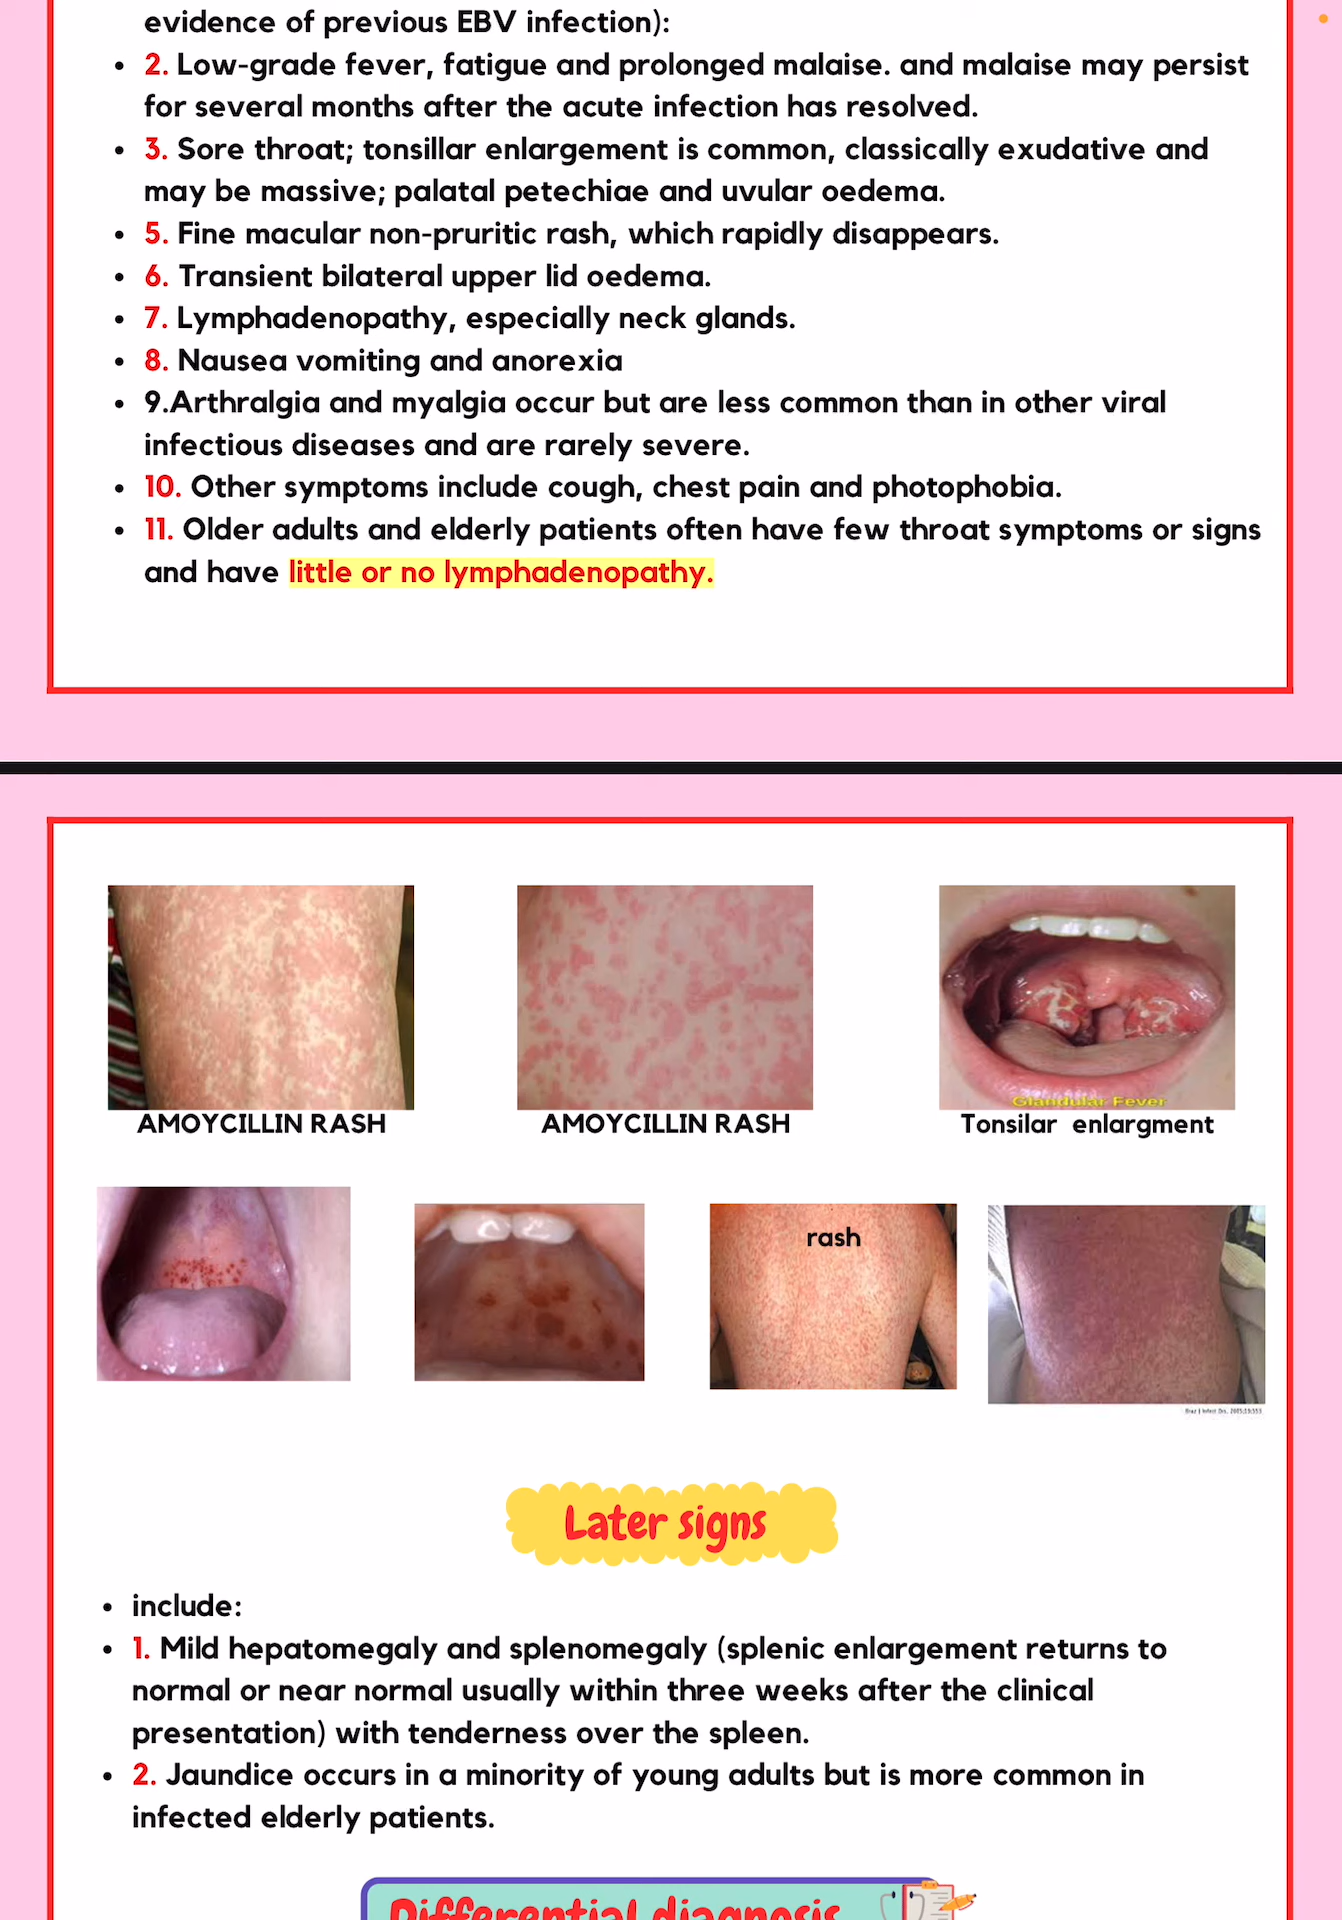 evidence of previous EBV infection):
• 2. Low-grade fever, fatigue and prolonged malaise. and malaise may persist
for several months after the acute infection has resolved.
• 3. Sore throat; tonsillar enlargement is common, classically exudative and
may be massive; palatal petechiae and uvular oedema.
• 5. Fine macular non-pruritic rash, which rapidly disappears.
• 6. Transient bilateral upper lid oedema.
• 7. Lymphadenopathy, especially neck glands.
• 8. Nausea vomiting and anorexia
• 9.Arthralgia and myalgia occur but are less common than in other viral
infectious diseases and are rarely severe.
• 10. Other symptoms include cough, chest pain and photophobia.
• 11. Older adults and elderly patients often have few throat symptoms or signs
and have little or no lymphadenopathy.
Glandular Fever
AMOYCILLIN RASH
AMOYCILLIN RASH
Tonsilar enlargment
rash
Braz J Infect Dis.
Later signs
• include:
• 1. Mild hepatomegaly and splenomegaly (splenic enlargement returns to
normal or near normal usually within three weeks after the clinical
presentation) with tenderness over the spleen.
• 2. Jaundice occurs in a minority of young adults but is more common in
infected elderly patients.
Differential diagnosis